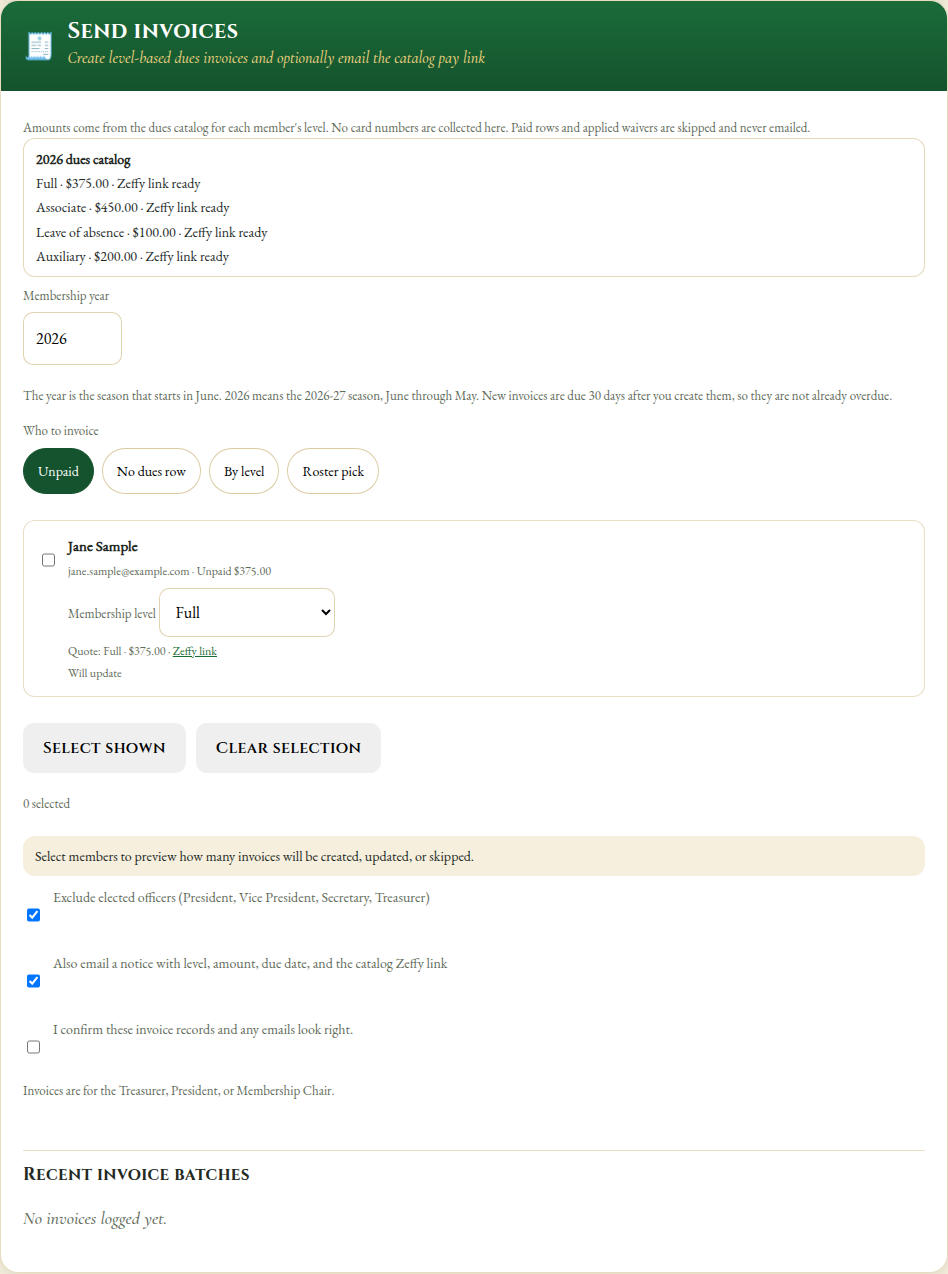 Send invoices
Create level-based dues invoices and optionally email the catalog pay link
Amounts come from the dues catalog for each member's level. No card numbers are collected here. Paid rows and applied waivers are skipped and never emailed.
2026 dues catalog
Full · $375.00 · Zeffy link ready
Associate · $450.00 · Zeffy link ready
Leave of absence · $100.00 · Zeffy link ready
Auxiliary · $200.00 · Zeffy link ready
Membership year
2026
The year is the season that starts in June. 2026 means the 2026-27 season, June through May. New invoices are due 30 days after you create them, so they are not already overdue.
Who to invoice
Unpaid No dues row By level Roster pick
Jane Sample
jane.sample@example.com · Unpaid $375.00
Membership level Full
Quote: Full · $375.00 · Zeffy link
Will update
Select shown Clear selection
0 selected
Select members to preview how many invoices will be created, updated, or skipped.
Exclude elected officers (President, Vice President, Secretary, Treasurer)
Also email a notice with level, amount, due date, and the catalog Zeffy link
I confirm these invoice records and any emails look right.
Invoices are for the Treasurer, President, or Membership Chair.
Recent invoice batches
No invoices logged yet.